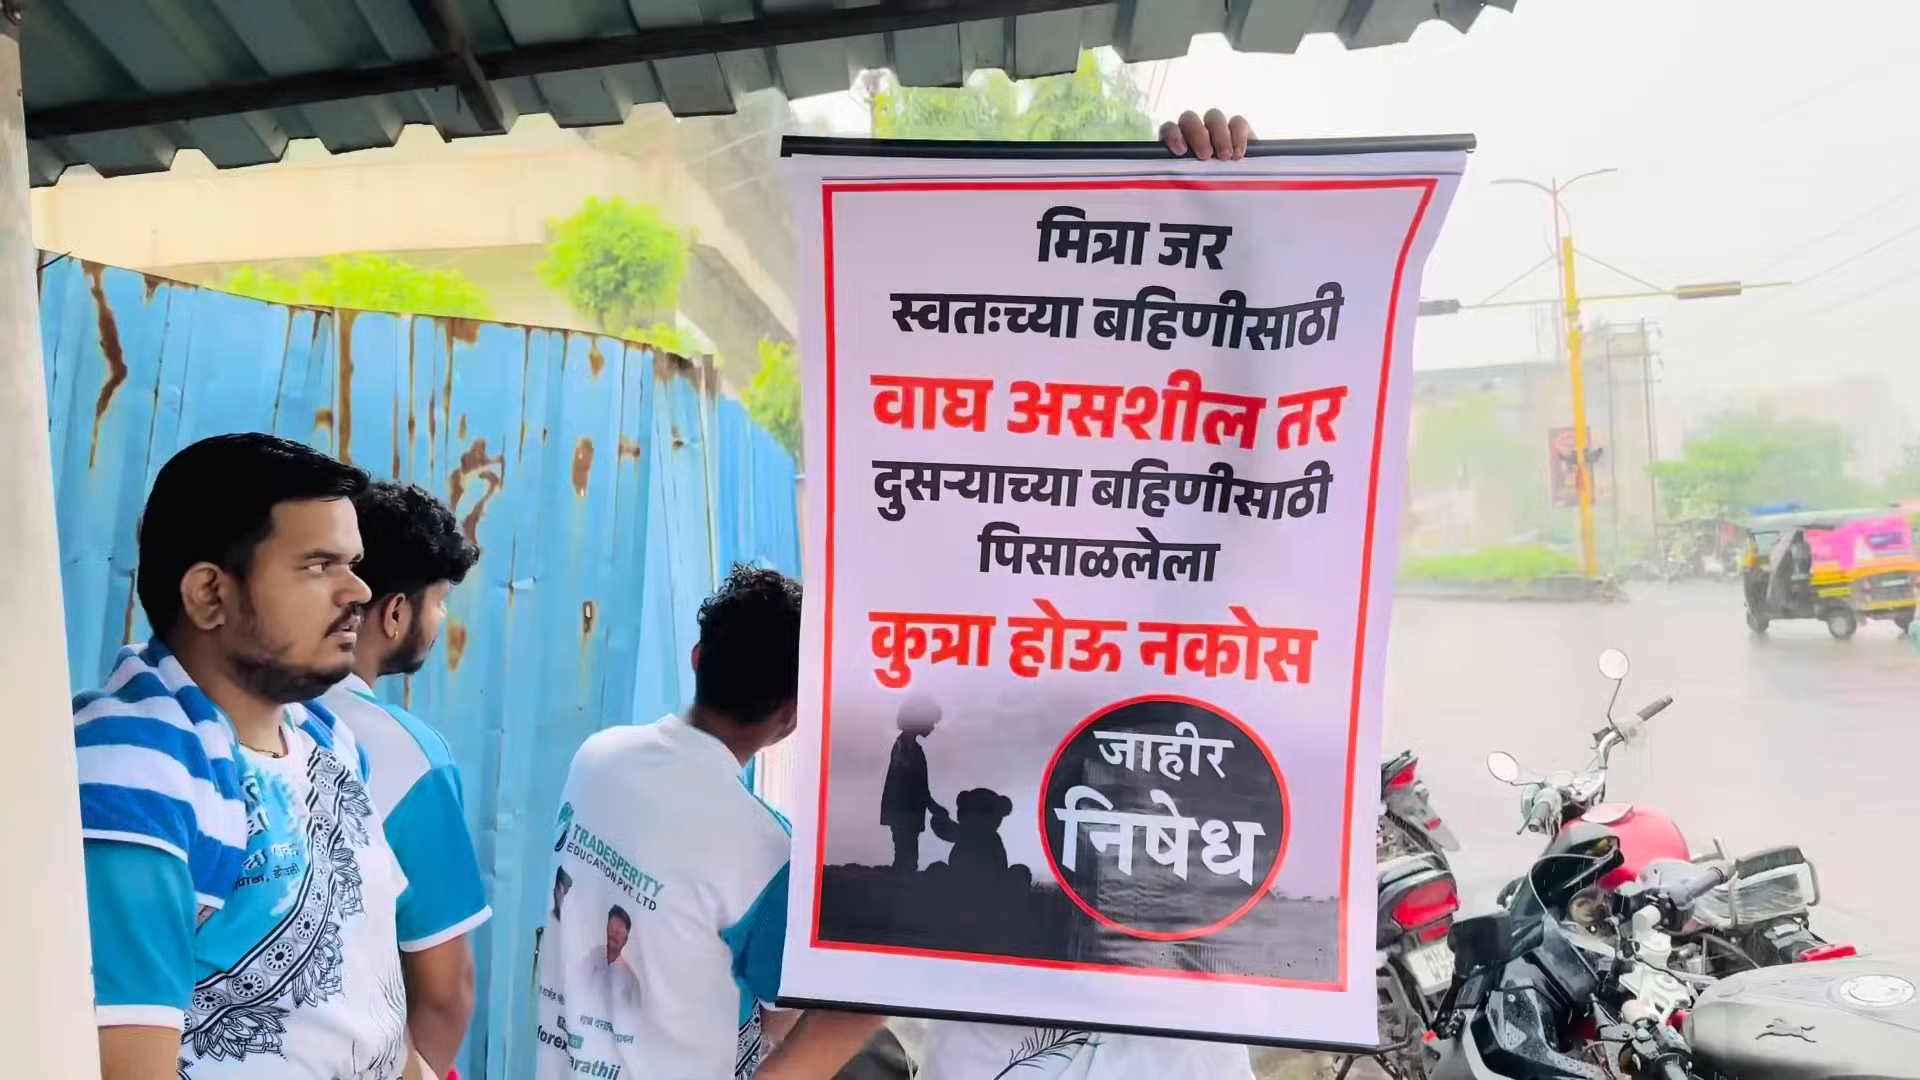 मित्रा जर
स्वतःच्या बहिणीसाठी
वाघ असशील तर
दुसऱ्याच्या बहिणीसाठी
पिसाळलेला
कुत्रा होऊ नकोस
जाहीर
निषेध
TRADESPERITY
EDUCATION PVT. LTD